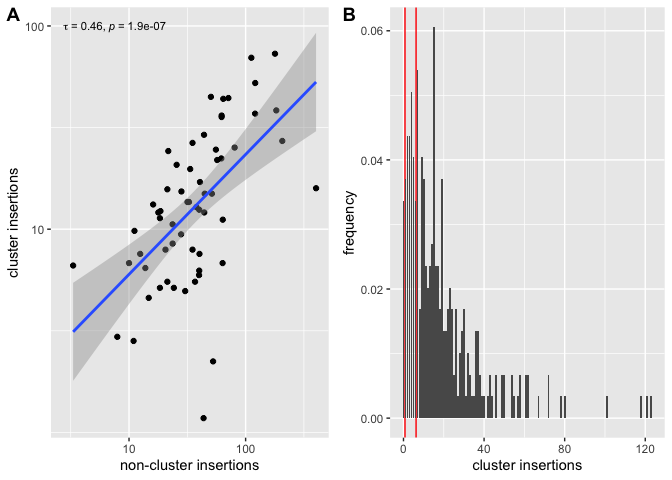 A
τ = 0.46, p = 1.9e-07
100
10
cluster insertions
10 100
non-cluster insertions
B
0.06
0.04
0.02
0.00
frequency
0 40 80 120
cluster insertions